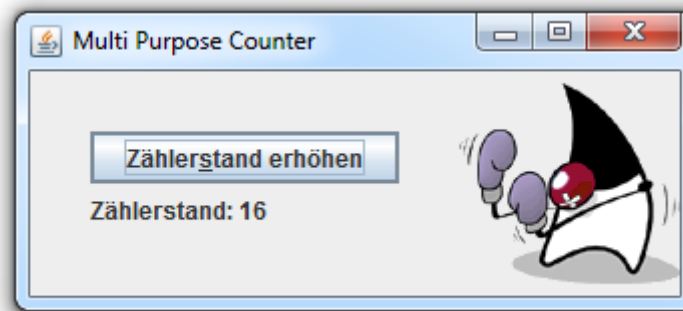 Multi Purpose Counter
Zählerstand erhöhen
Zählerstand: 16